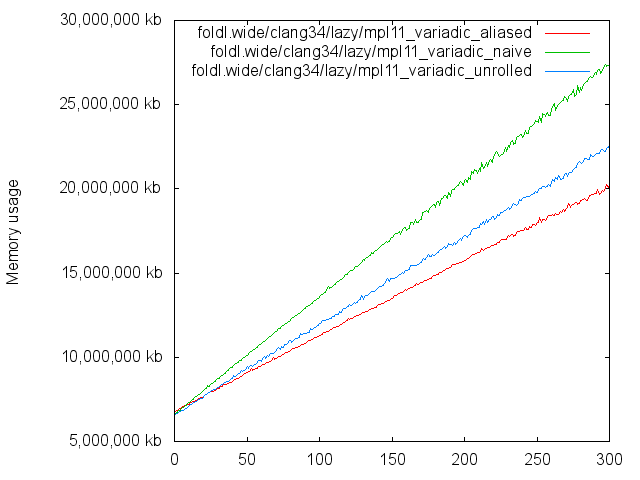 30,000,000 kb
foldl.wide/clang34/lazy/mpl11_variadic_aliased
foldl.wide/clang34/lazy/mpl11_variadic_naive
foldl.wide/clang34/lazy/mpl11_variadic_unrolled
25,000,000 kb
20,000,000 kb
Memory usage
15,000,000 kb
10,000,000 kb
5,000,000 kb
0 50 100 150 200 250 300